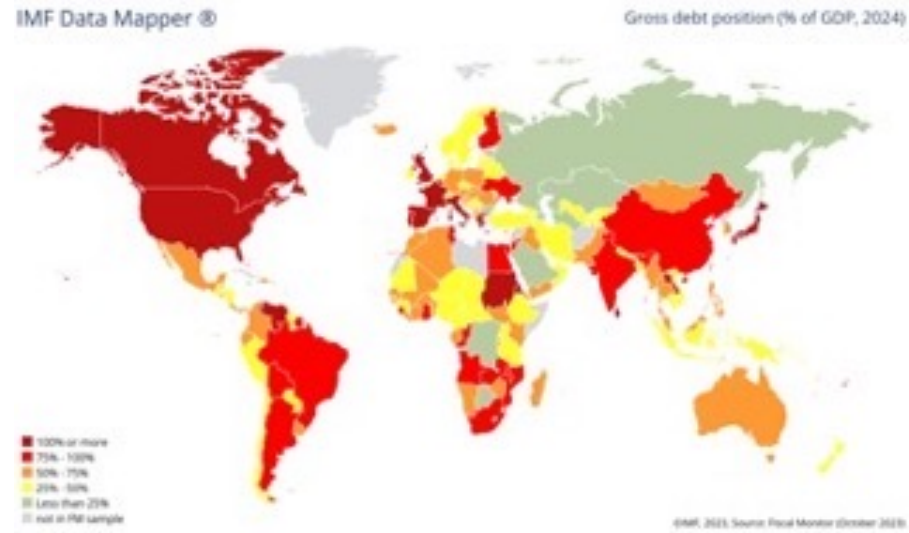 IMF Data Mapper ®
Gross debt position (% of GDP, 2024)
100% or more
75% - 100%
50% - 75%
25% - 50%
Less than 25%
not in FM sample
©IMF, 2023, Source: Fiscal Monitor (October 2023)